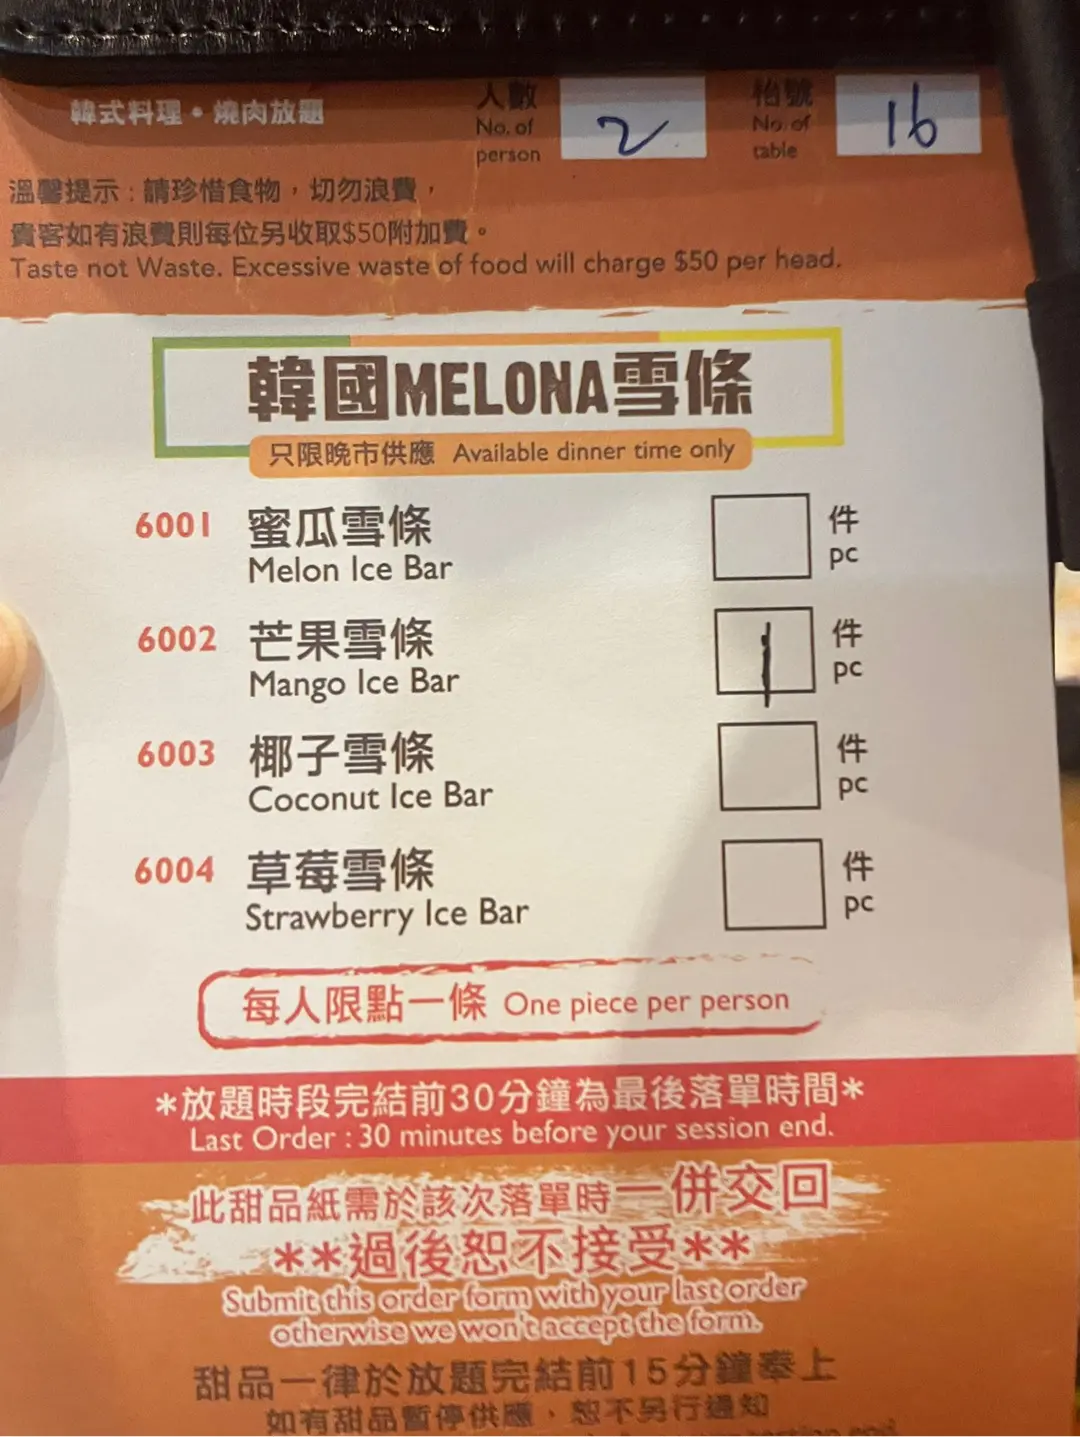 韓式料理・燒肉放題
人數
No. of
person
2
枱號
No. of
table
16
溫馨提示 : 請珍惜食物，切勿浪費，
貴客如有浪費則每位另收取$50附加費。
Taste not Waste. Excessive waste of food will charge $50 per head.
韓國MELONA雪條
只限晚市供應 Available dinner time only
6001 蜜瓜雪條 件
Melon Ice Bar pc
6002 芒果雪條 1 件
Mango Ice Bar pc
6003 椰子雪條 件
Coconut Ice Bar pc
6004 草莓雪條 件
Strawberry Ice Bar pc
每人限點一條 One piece per person
*放題時段完結前30分鐘為最後落單時間*
Last Order : 30 minutes before your session end.
此甜品紙需於該次落單時一併交回
**過後恕不接受**
Submit this order form with your last order
otherwise we won't accept the form.
甜品一律於放題完結前15分鐘奉上
如有甜品暫停供應，恕不另行通知